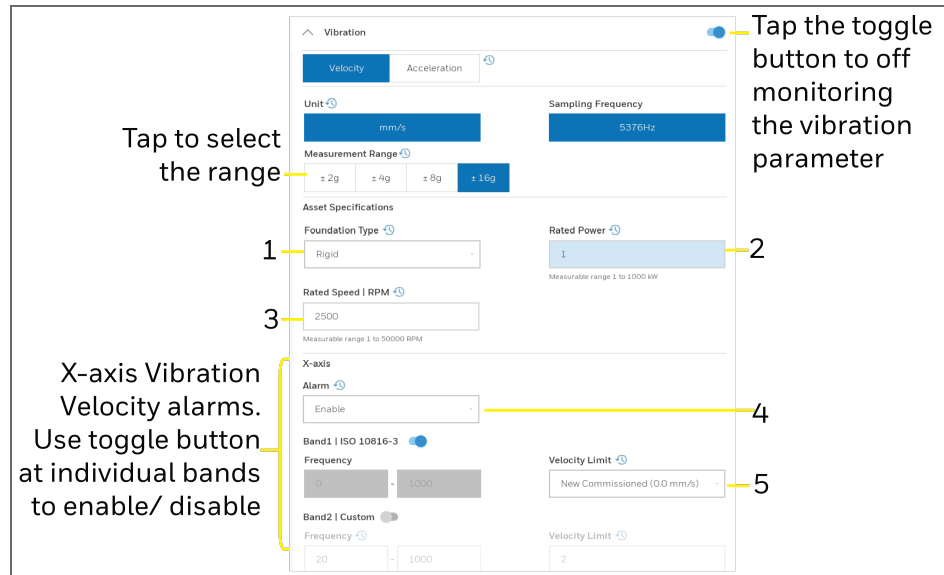 Vibration
Tap the toggle
button to off
monitoring
the vibration
parameter
Velocity
Acceleration
Unit
Sampling Frequency
mm/s
5376Hz
Tap to select
the range
Measurement Range
± 2g
± 4g
± 8g
± 16g
Asset Specifications
Foundation Type
Rated Power
1
Rigid
1
2
Measurable range 1 to 1000 kW
Rated Speed | RPM
3
2500
Measurable range 1 to 50000 RPM
X-axis Vibration
Velocity alarms.
Use toggle button
at individual bands
to enable/ disable
X-axis
Alarm
Enable
4
Band1 | ISO 10816-3
Frequency
Velocity Limit
0 - 1000
New Commissioned (0.0 mm/s)
5
Band2 | Custom
Frequency
Velocity Limit
20 - 1000
2